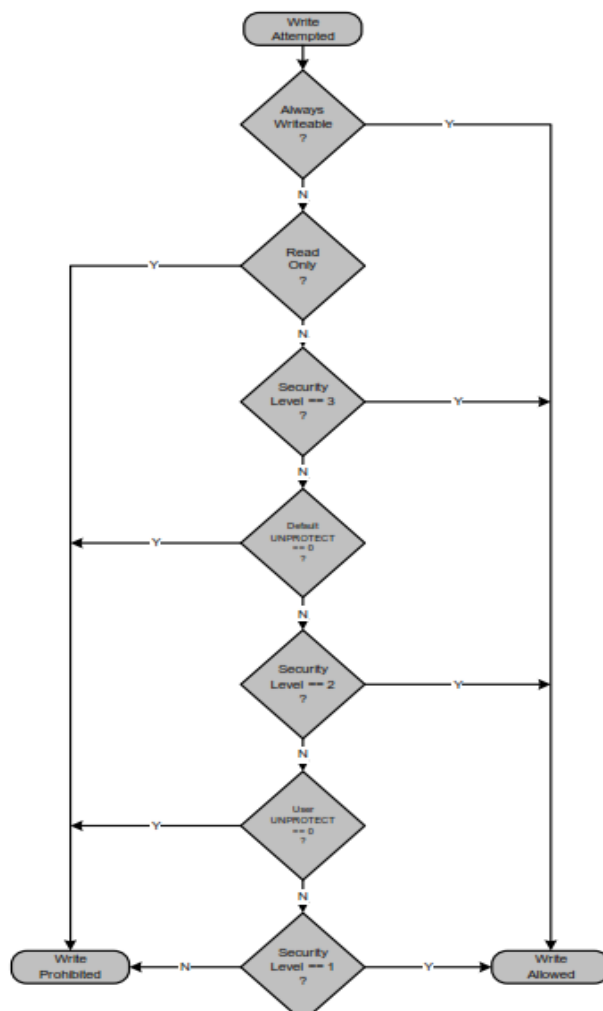 Write
Attempted
Always
Writeable
?
Y
N
Read
Only
?
Y
N
Security
Level == 3
?
Y
N
Default
UNPROTECT
== 0
?
Y
N
Security
Level == 2
?
Y
N
User
UNPROTECT
== 0
?
Y
N
Write
Prohibited
N
Security
Level == 1
?
Y
Write
Allowed